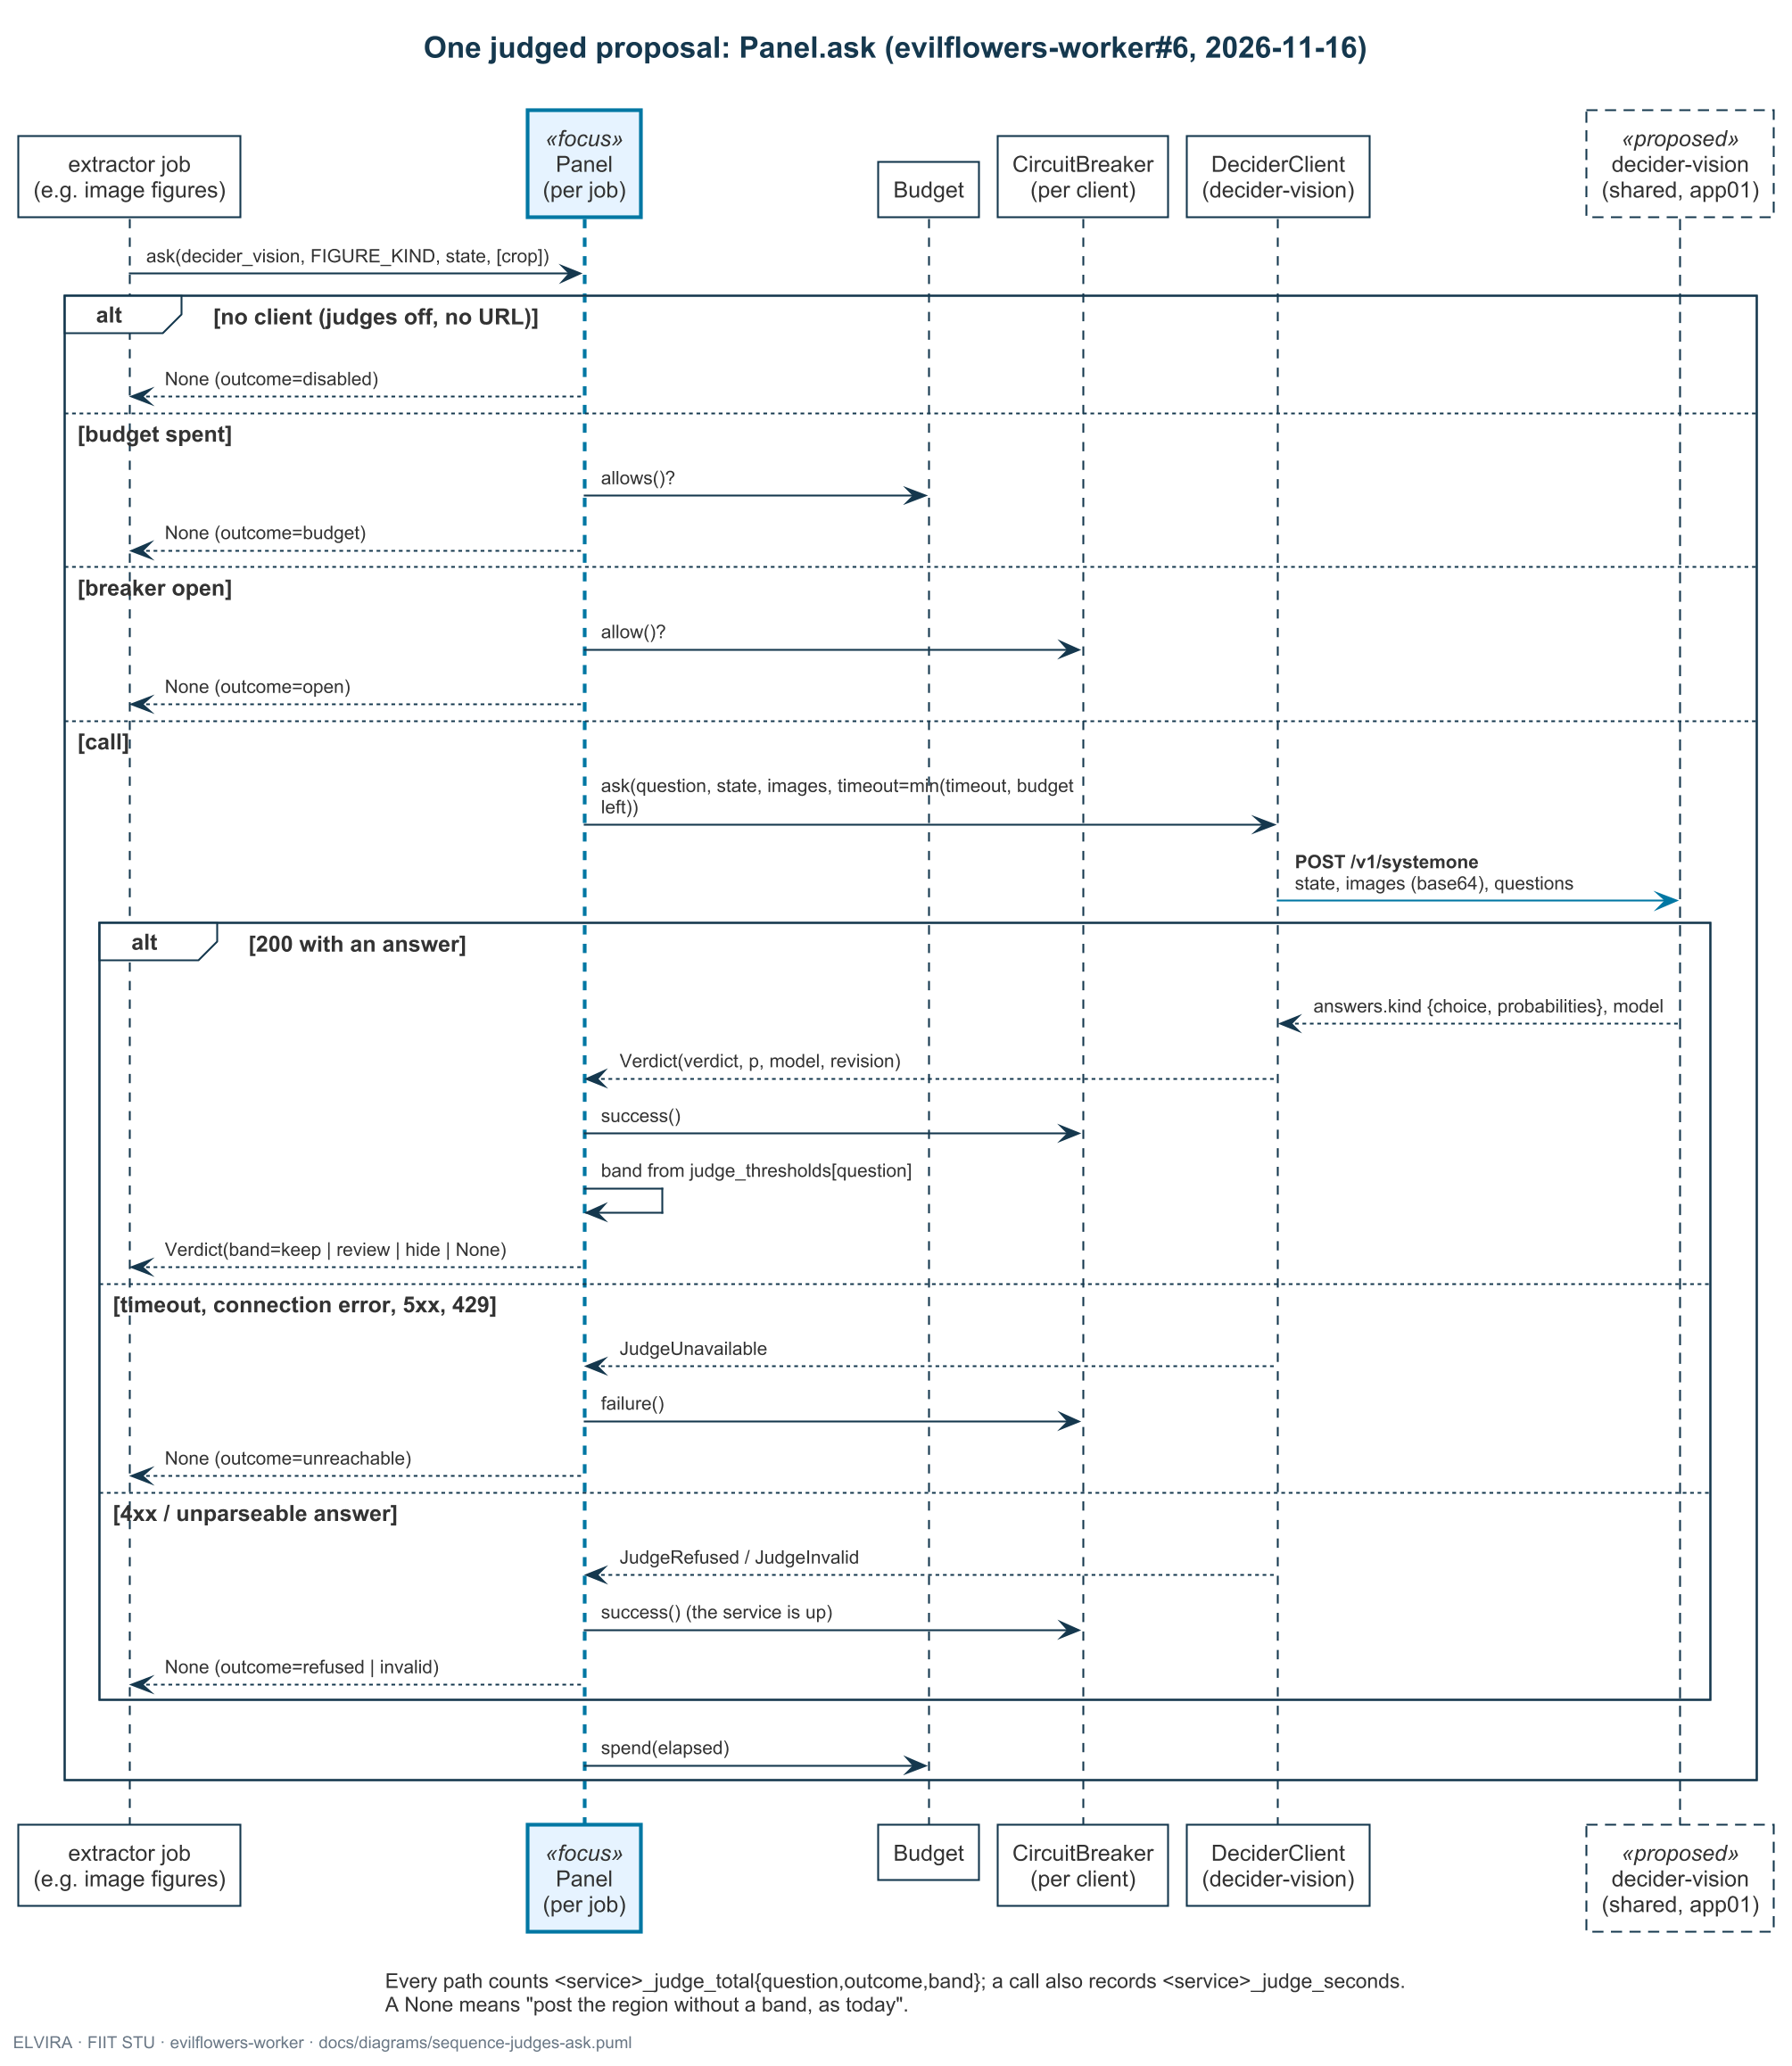 One judged proposal: Panel.ask (evilflowers-worker#6, 2026-11-16)
extractor job
(e.g. image figures)
«focus»
Panel
(per job)
Budget
CircuitBreaker
(per client)
DeciderClient
(decider-vision)
«proposed»
decider-vision
(shared, app01)
ask(decider_vision, FIGURE_KIND, state, [crop])
alt
[no client (judges off, no URL)]
None (outcome=disabled)
[budget spent]
allows()?
None (outcome=budget)
[breaker open]
allow()?
None (outcome=open)
[call]
ask(question, state, images, timeout=min(timeout, budget
left))
POST /v1/systemone
state, images (base64), questions
alt
[200 with an answer]
answers.kind {choice, probabilities}, model
Verdict(verdict, p, model, revision)
success()
band from judge_thresholds[question]
Verdict(band=keep | review | hide | None)
[timeout, connection error, 5xx, 429]
JudgeUnavailable
failure()
None (outcome=unreachable)
[4xx / unparseable answer]
JudgeRefused / JudgeInvalid
success() (the service is up)
None (outcome=refused | invalid)
spend(elapsed)
extractor job
(e.g. image figures)
«focus»
Panel
(per job)
Budget
CircuitBreaker
(per client)
DeciderClient
(decider-vision)
«proposed»
decider-vision
(shared, app01)
Every path counts <service>_judge_total{question,outcome,band}; a call also records <service>_judge_seconds.
A None means "post the region without a band, as today".
ELVIRA · FIIT STU · evilflowers-worker · docs/diagrams/sequence-judges-ask.puml